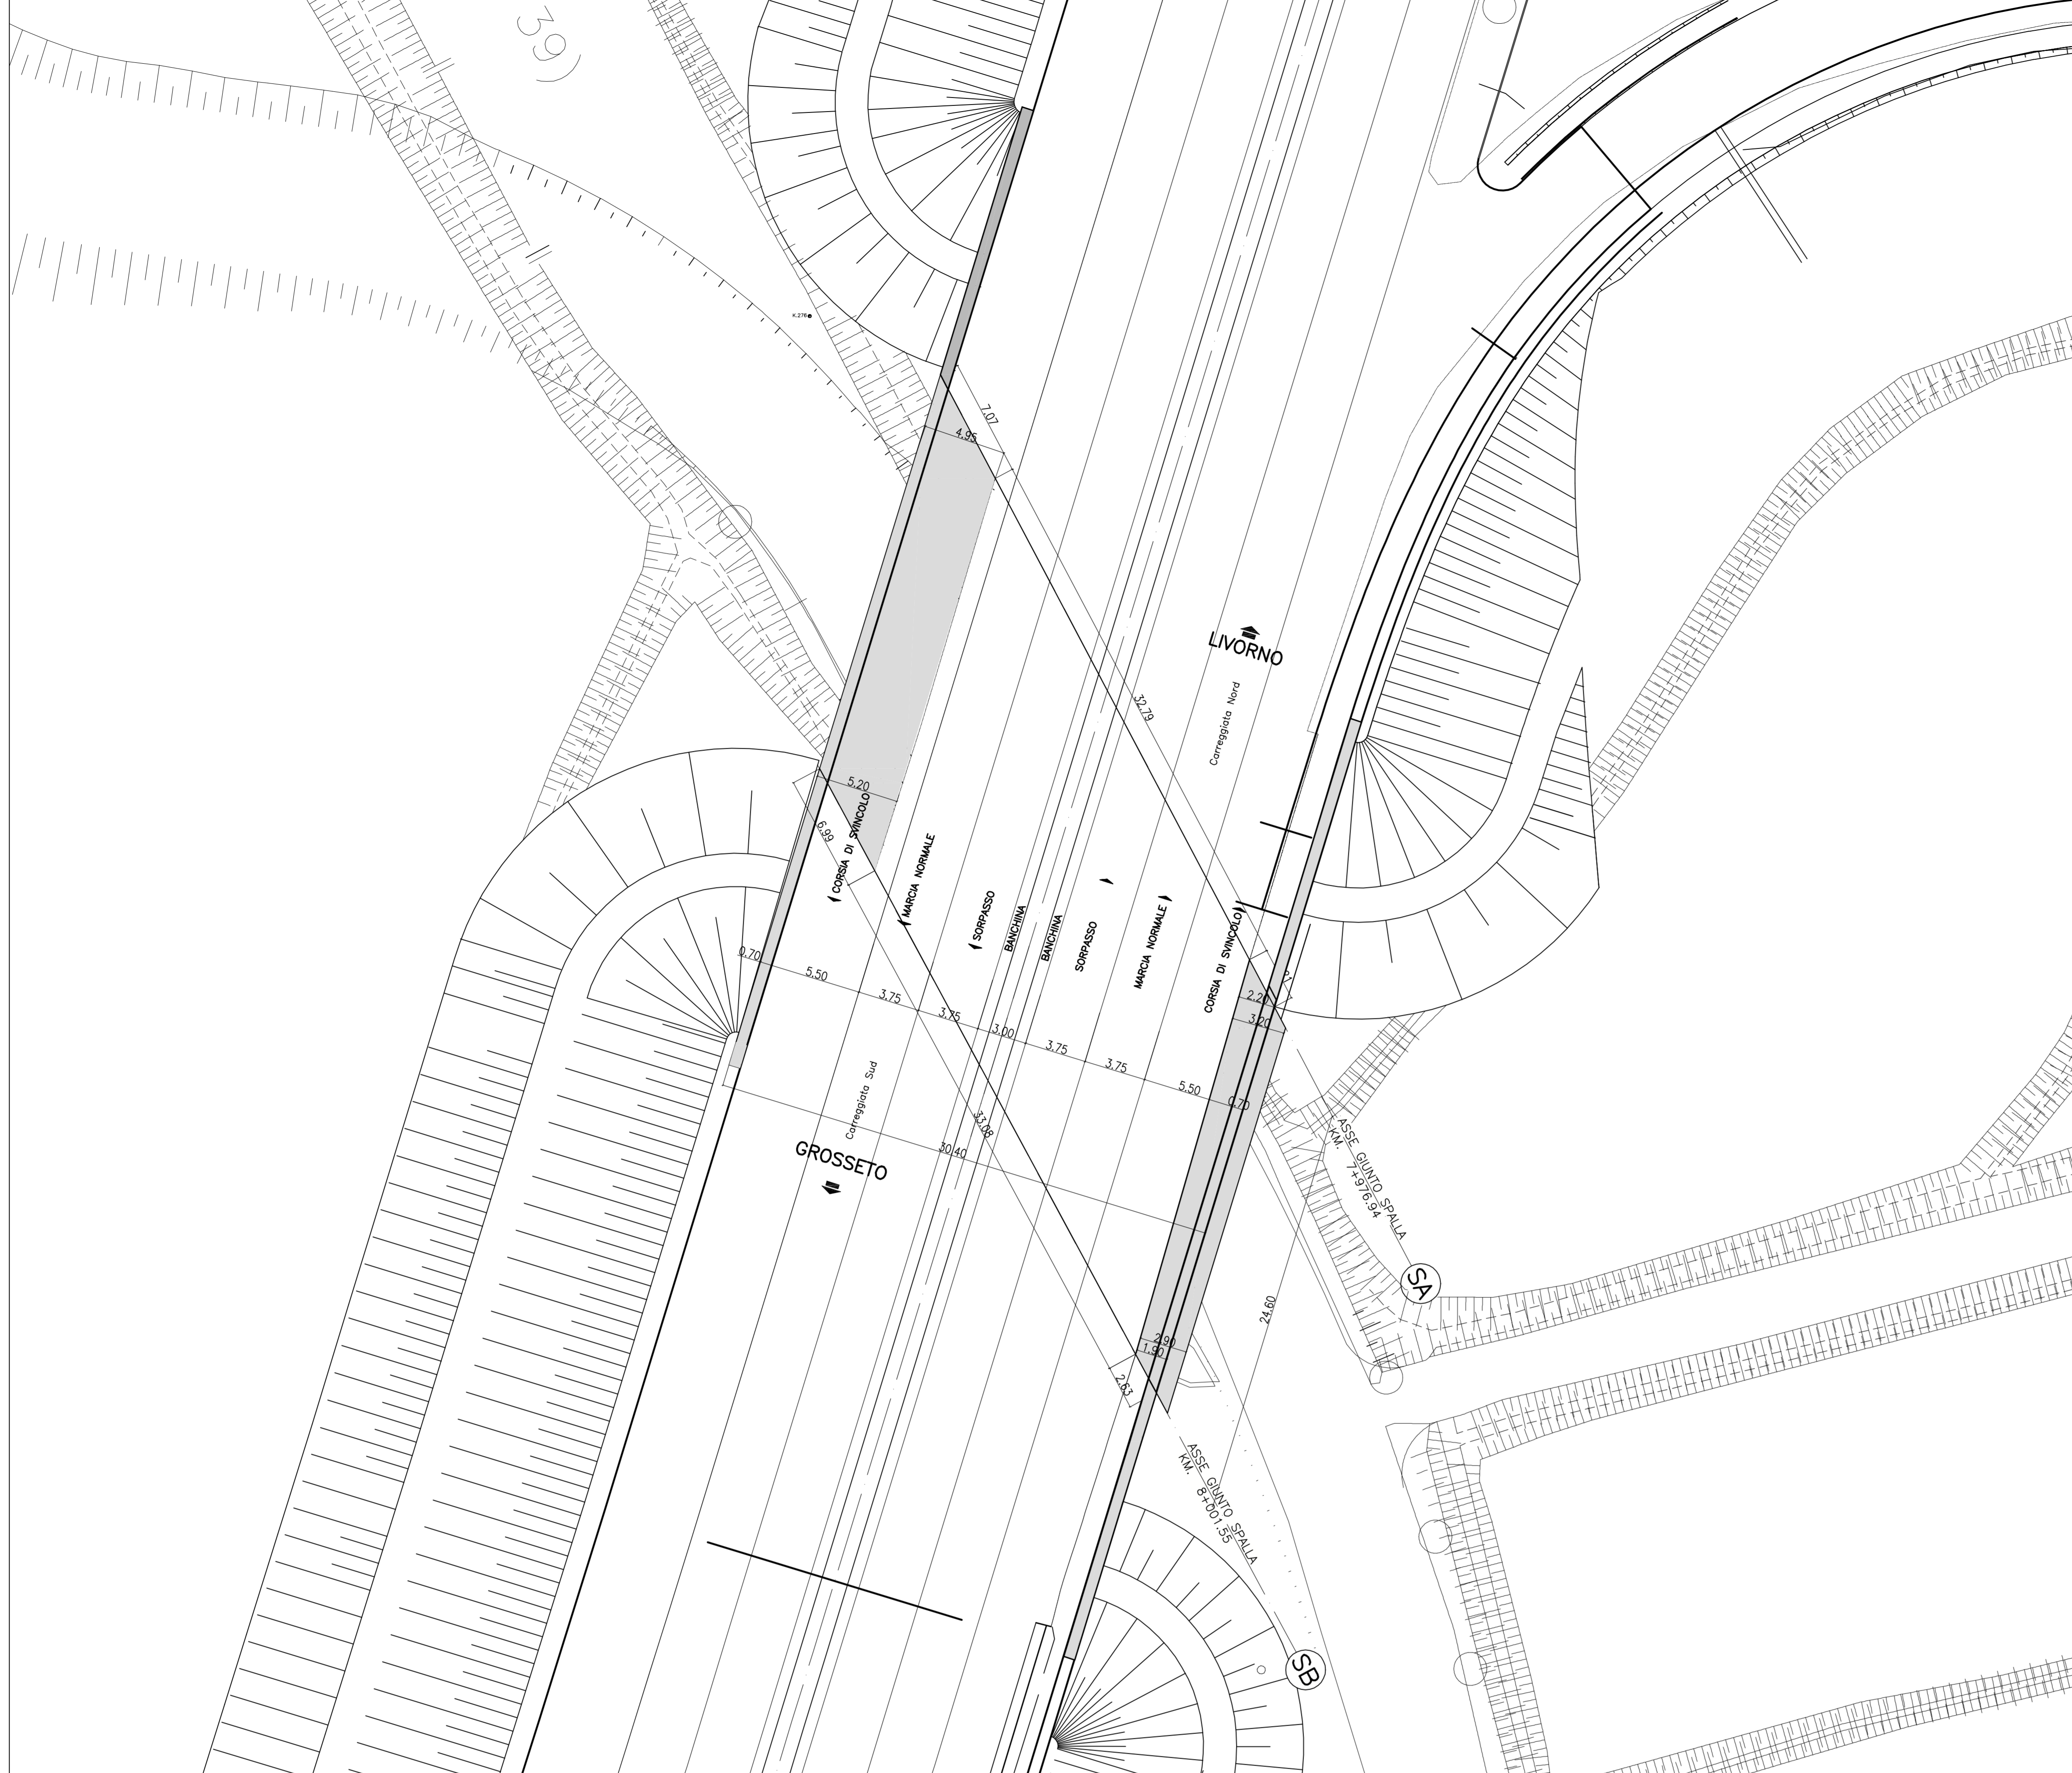 39)
K.276
7.07
4.95
LIVORNO
Carreggiata Nord
32.79
5.20
6.99
CORSIA DI SVINCOLO
MARCIA NORMALE
SORPASSO
BANCHINA
BANCHINA
SORPASSO
MARCIA NORMALE
CORSIA DI SVINCOLO
0.70
5.50
3.75
3.75
3.00
3.75
3.75
5.50
0.70
2.20
3.20
Carreggiata Sud
GROSSETO
33.08
30.40
ASSE GIUNTO SPALLA
KM. 7+976.94
SA
24.60
2.90
1.90
2.63
ASSE GIUNTO SPALLA
KM. 8+001.55
SB